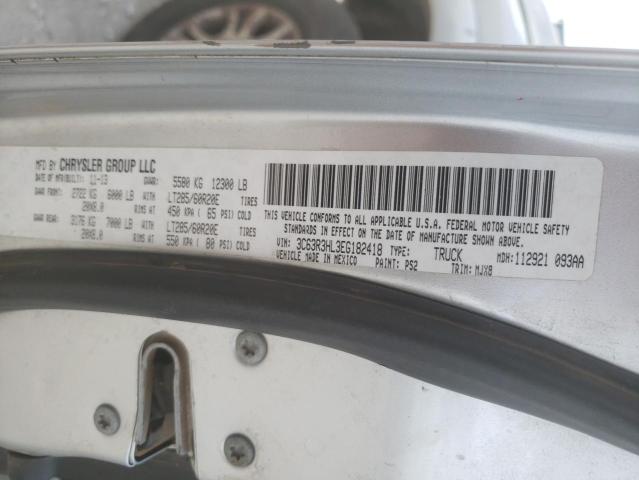 MFD BY CHRYSLER GROUP LLC
DATE OF MFR(BUILT): 11-13 GVWR: 5580 KG 12300 LB
GAWR FRONT: 2722 KG 6000 LB WITH LT285/60R20E TIRES
20X8.0 RIMS AT 450 KPA ( 65 PSI) COLD
GAWR REAR: 3176 KG 7000 LB WITH LT285/60R20E TIRES
20X8.0 RIMS AT 550 KPA ( 80 PSI) COLD
THIS VEHICLE CONFORMS TO ALL APPLICABLE U.S.A. FEDERAL MOTOR VEHICLE SAFETY
STANDARDS IN EFFECT ON THE DATE OF MANUFACTURE SHOWN ABOVE.
VIN: 3C63R3HL3EG182418 TYPE: TRUCK MDH: 112921 093AA
VEHICLE MADE IN MEXICO PAINT: PS2 TRIM: MJX8